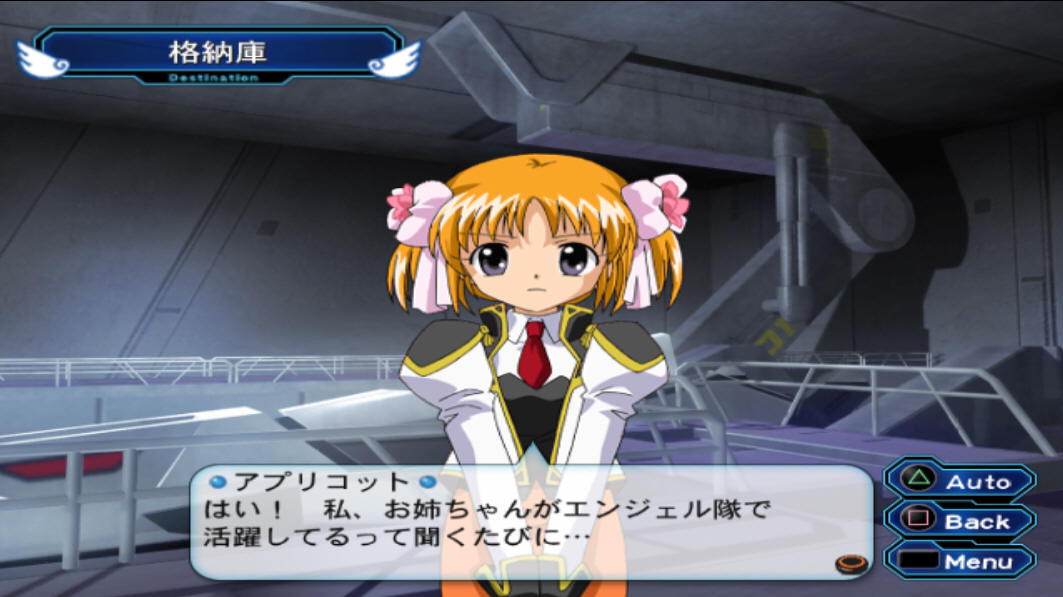 格納庫
Destination
アプリコット
はい！　私、お姉ちゃんがエンジェル隊で
活躍してるって聞くたびに…
Auto
Back
Menu